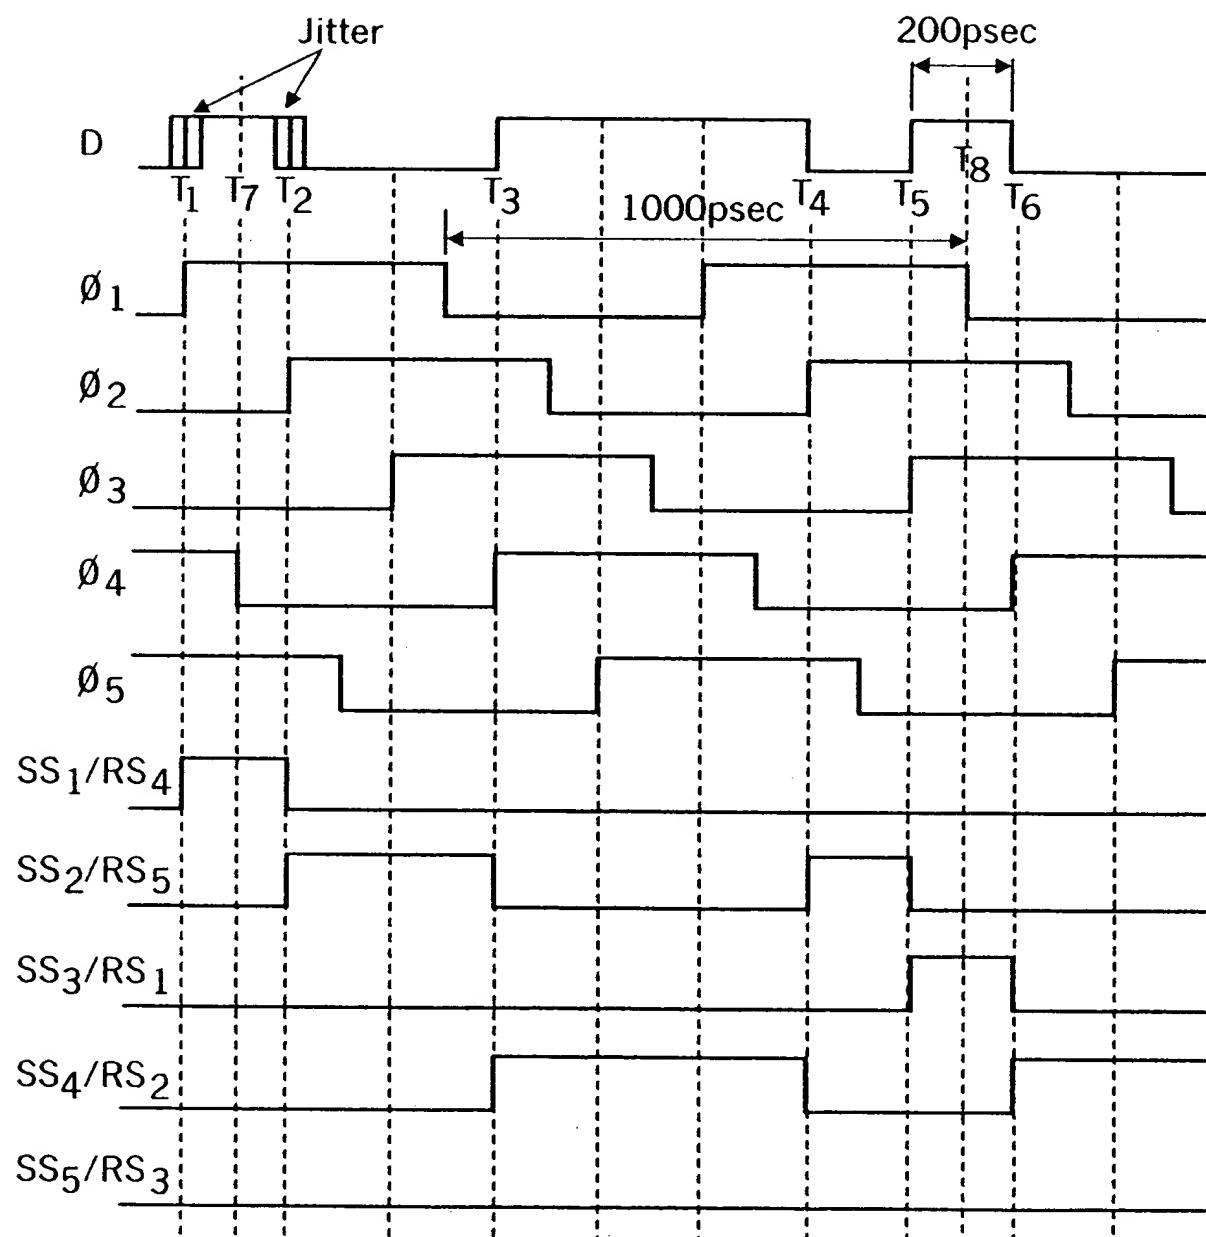 Jitter
200psec
D
T1 T7 T2 T3 T4 T5 T8 T6
1000psec
Ø1
Ø2
Ø3
Ø4
Ø5
SS1/RS4
SS2/RS5
SS3/RS1
SS4/RS2
SS5/RS3